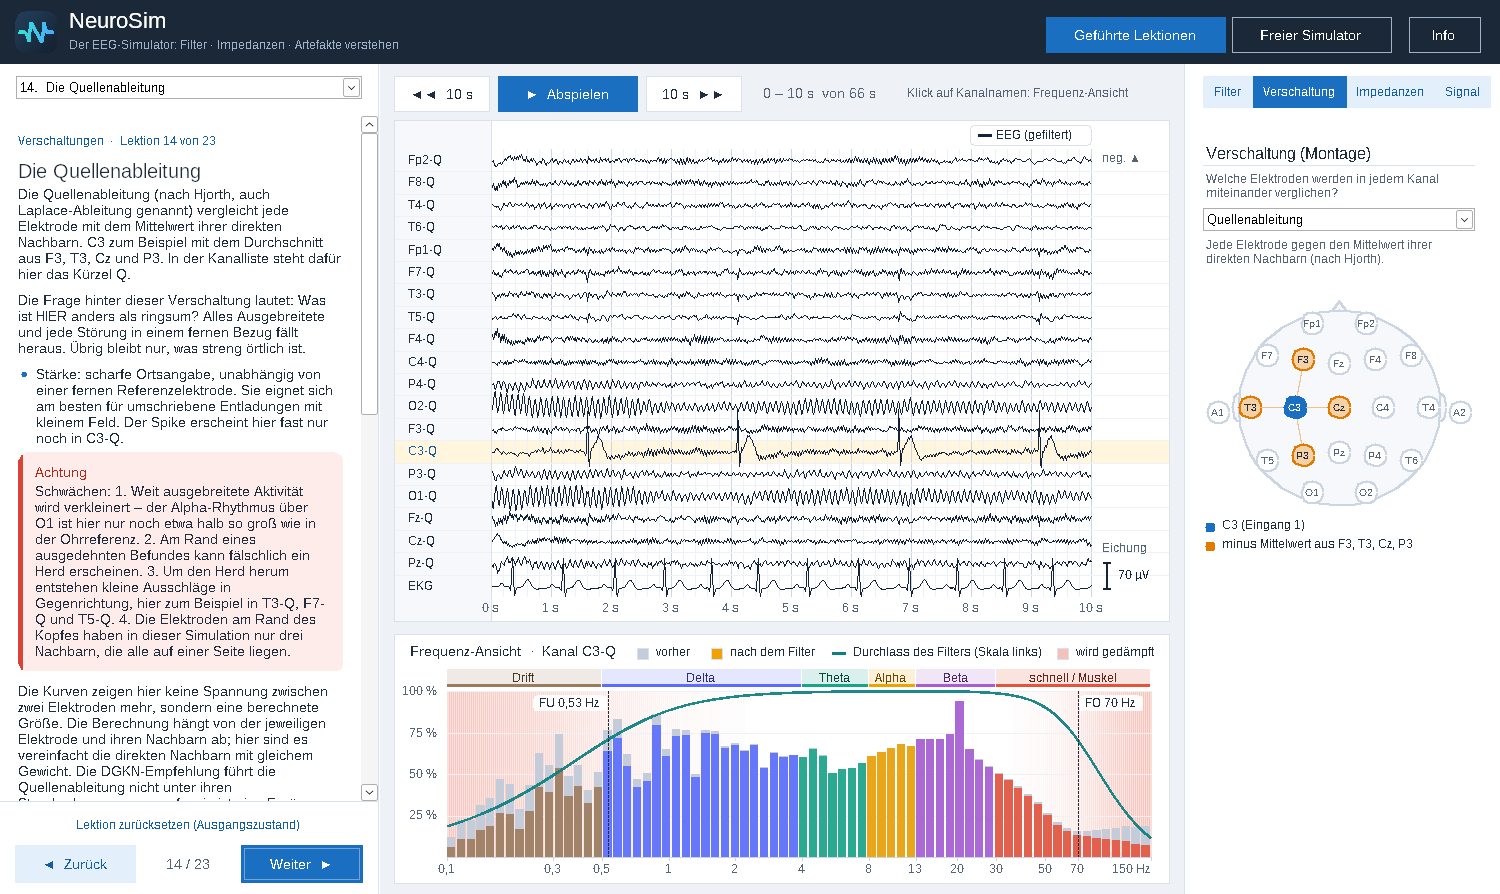 NeuroSim
Der EEG-Simulator: Filter · Impedanzen · Artefakte verstehen
Geführte Lektionen
Freier Simulator
Info
14. Die Quellenableitung
Verschaltungen · Lektion 14 von 23
Die Quellenableitung
Die Quellenableitung (nach Hjorth, auch
Laplace-Ableitung genannt) vergleicht jede
Elektrode mit dem Mittelwert ihrer direkten
Nachbarn. C3 zum Beispiel mit dem Durchschnitt
aus F3, T3, Cz und P3. In der Kanalliste steht dafür
hier das Kürzel Q.
Die Frage hinter dieser Verschaltung lautet: Was
ist HIER anders als ringsum? Alles Ausgebreitete
und jede Störung in einem fernen Bezug fällt
heraus. Übrig bleibt nur, was streng örtlich ist.
• Stärke: scharfe Ortsangabe, unabhängig von
einer fernen Referenzelektrode. Sie eignet sich
am besten für umschriebene Entladungen mit
kleinem Feld. Der Spike erscheint hier fast nur
noch in C3-Q.
Achtung
Schwächen: 1. Weit ausgebreitete Aktivität
wird verkleinert – der Alpha-Rhythmus über
O1 ist hier nur noch etwa halb so groß wie in
der Ohrreferenz. 2. Am Rand eines
ausgedehnten Befundes kann fälschlich ein
Herd erscheinen. 3. Um den Herd herum
entstehen kleine Ausschläge in
Gegenrichtung, hier zum Beispiel in T3-Q, F7-
Q und T5-Q. 4. Die Elektroden am Rand des
Kopfes haben in dieser Simulation nur drei
Nachbarn, die alle auf einer Seite liegen.
Die Kurven zeigen hier keine Spannung zwischen
zwei Elektroden mehr, sondern eine berechnete
Größe. Die Berechnung hängt von der jeweiligen
Elektrode und ihren Nachbarn ab; hier sind es
vereinfacht die direkten Nachbarn mit gleichem
Gewicht. Die DGKN-Empfehlung führt die
Quellenableitung nicht unter ihren
Lektion zurücksetzen (Ausgangszustand)
◄ Zurück
14 / 23
Weiter ►
◄◄ 10 s
► Abspielen
10 s ►►
0 – 10 s von 66 s
Klick auf Kanalnamen: Frequenz-Ansicht
EEG (gefiltert)
neg. ▲
Fp2-Q
F8-Q
T4-Q
T6-Q
Fp1-Q
F7-Q
T3-Q
T5-Q
F4-Q
C4-Q
P4-Q
O2-Q
F3-Q
C3-Q
P3-Q
O1-Q
Fz-Q
Cz-Q
Pz-Q
EKG
Eichung
70 µV
0 s 1 s 2 s 3 s 4 s 5 s 6 s 7 s 8 s 9 s 10 s
Frequenz-Ansicht · Kanal C3-Q
vorher
nach dem Filter
Durchlass des Filters (Skala links)
wird gedämpft
Drift Delta Theta Alpha Beta schnell / Muskel
FU 0,53 Hz
FO 70 Hz
100 %
75 %
50 %
25 %
0,1 0,3 0,5 1 2 4 8 13 20 30 50 70 150 Hz
Filter
Verschaltung
Impedanzen
Signal
Verschaltung (Montage)
Welche Elektroden werden in jedem Kanal
miteinander verglichen?
Quellenableitung
Jede Elektrode gegen den Mittelwert ihrer
direkten Nachbarn (nach Hjorth).
Fp1 Fp2
F7 F3 Fz F4 F8
A1 T3 C3 Cz C4 T4 A2
T5 P3 Pz P4 T6
O1 O2
C3 (Eingang 1)
minus Mittelwert aus F3, T3, Cz, P3